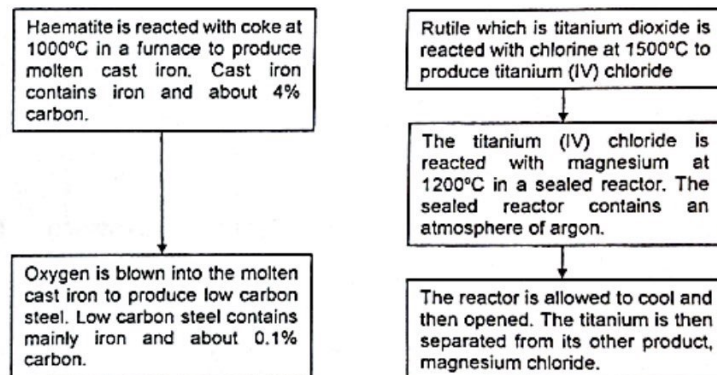 Haematite is reacted with coke at
1000ºC in a furnace to produce
molten cast iron. Cast iron
contains iron and about 4%
carbon.
Oxygen is blown into the molten
cast iron to produce low carbon
steel. Low carbon steel contains
mainly iron and about 0.1%
carbon.
Rutile which is titanium dioxide is
reacted with chlorine at 1500ºC to
produce titanium (IV) chloride
The titanium (IV) chloride is
reacted with magnesium at
1200ºC in a sealed reactor. The
sealed reactor contains an
atmosphere of argon.
The reactor is allowed to cool and
then opened. The titanium is then
separated from its other product,
magnesium chloride.